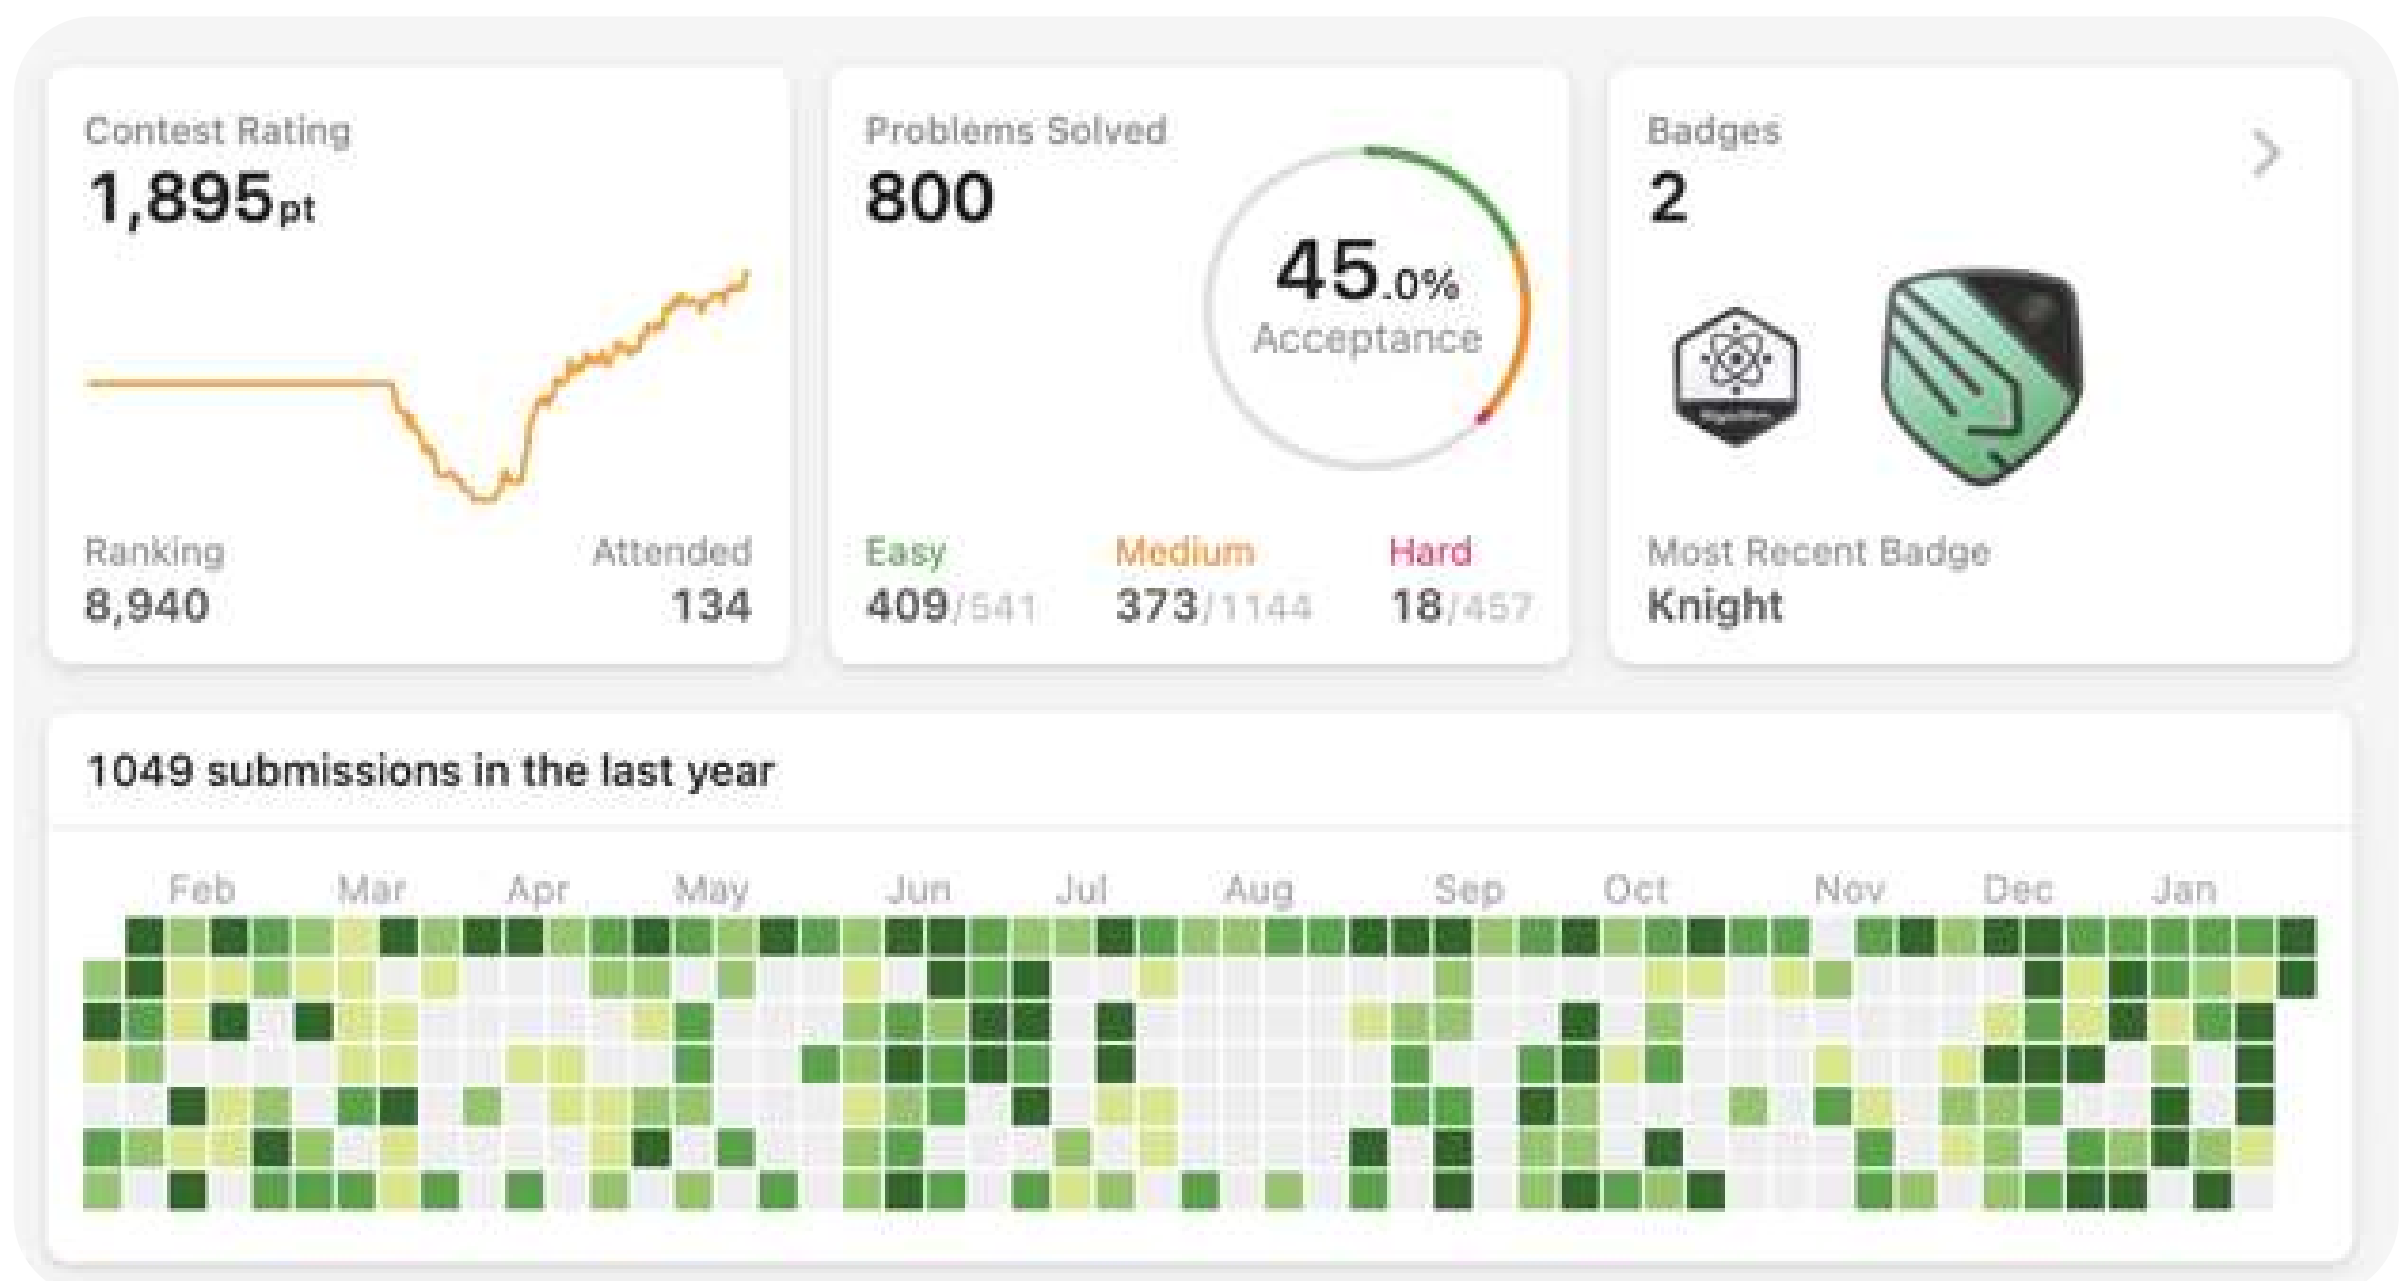 Contest Rating
1,895pt
Ranking
8,940
Attended
134
Problems Solved
800
45.0%
Acceptance
Easy
409/541
Medium
373/1144
Hard
18/457
Badges
2
Most Recent Badge
Knight
1049 submissions in the last year
Feb Mar Apr May Jun Jul Aug Sep Oct Nov Dec Jan